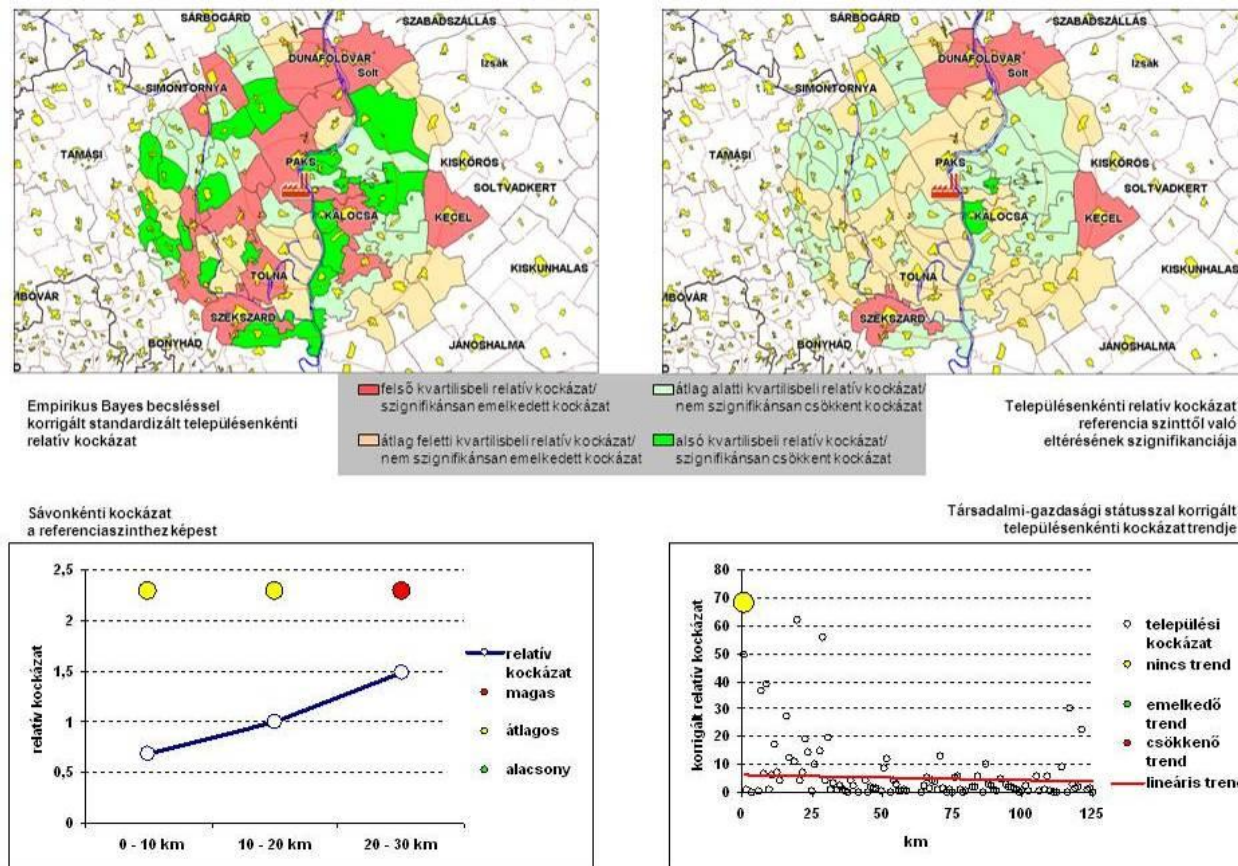 SÁRBOGÁRD
SZABADSZÁLLÁS
DUNAFÖLDVÁR
Solt
Izsák
SIMONTORNYA
TAMÁSI
PAKS
KISKŐRÖS
SOLTVADKERT
KALOCSA
KECEL
TOLNA
KISKUNHALAS
MBOVÁR
SZEKSZÁRD
BONYHÁD
JÁNOSHALMA
SÁRBOGÁRD
SZABADSZÁLLÁS
DUNAFÖLDVÁR
Solt
Izsák
SIMONTORNYA
TAMÁSI
PAKS
KISKŐRÖS
SOLTVADKERT
KALOCSA
KECEL
TOLNA
KISKUNHALAS
MBOVÁR
SZEKSZÁRD
BONYHÁD
JÁNOSHALMA
felső kvartilisbeli relatív kockázat/
szignifikánsan emelkedett kockázat
átlag alatti kvartilisbeli relatív kockázat/
nem szignifikánsan csökkent kockázat
átlag feletti kvartilisbeli relatív kockázat/
nem szignifikánsan emelkedett kockázat
alsó kvartilisbeli relatív kockázat/
szignifikánsan csökkent kockázat
Empirikus Bayes becsléssel
korrigált standardizált településenkénti
relatív kockázat
Településenkénti relatív kockázat
referencia szinttől való
eltérésének szignifikanciája
Sávonkénti kockázat
a referenciaszinthez képest
relatív kockázat
2,5
2
1,5
1
0,5
0
0 - 10 km
10 - 20 km
20 - 30 km
relatív
kockázat
magas
átlagos
alacsony
Társadalmi-gazdasági státusszal korrigált
településenkénti kockázat trendje
korrigált relatív kockázat
80
70
60
50
40
30
20
10
0
0
25
50
75
100
125
km
települési
kockázat
nincs trend
emelkedő
trend
csökkenő
trend
lineáris trend